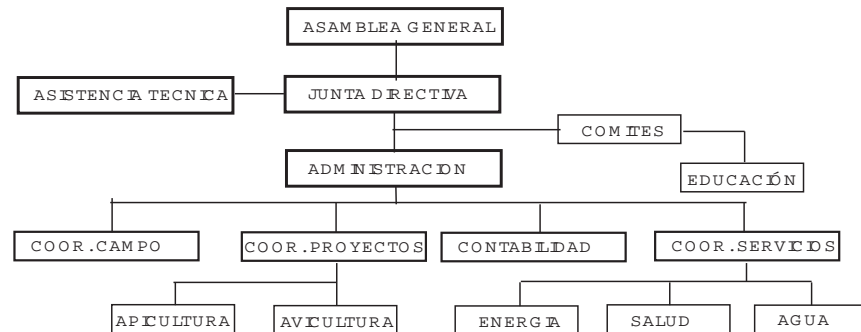 ASAMBLEA GENERAL
ASISTENCIA TECNICA
JUNTA DIRECTIVA
COMITES
ADMINISTRACION
EDUCACIÓN
COOR.CAMPO
COOR.PROYECTOS
CONTABILIDAD
COOR.SERVICIOS
APICULTURA
AVICULTURA
ENERGIA
SALUD
AGUA